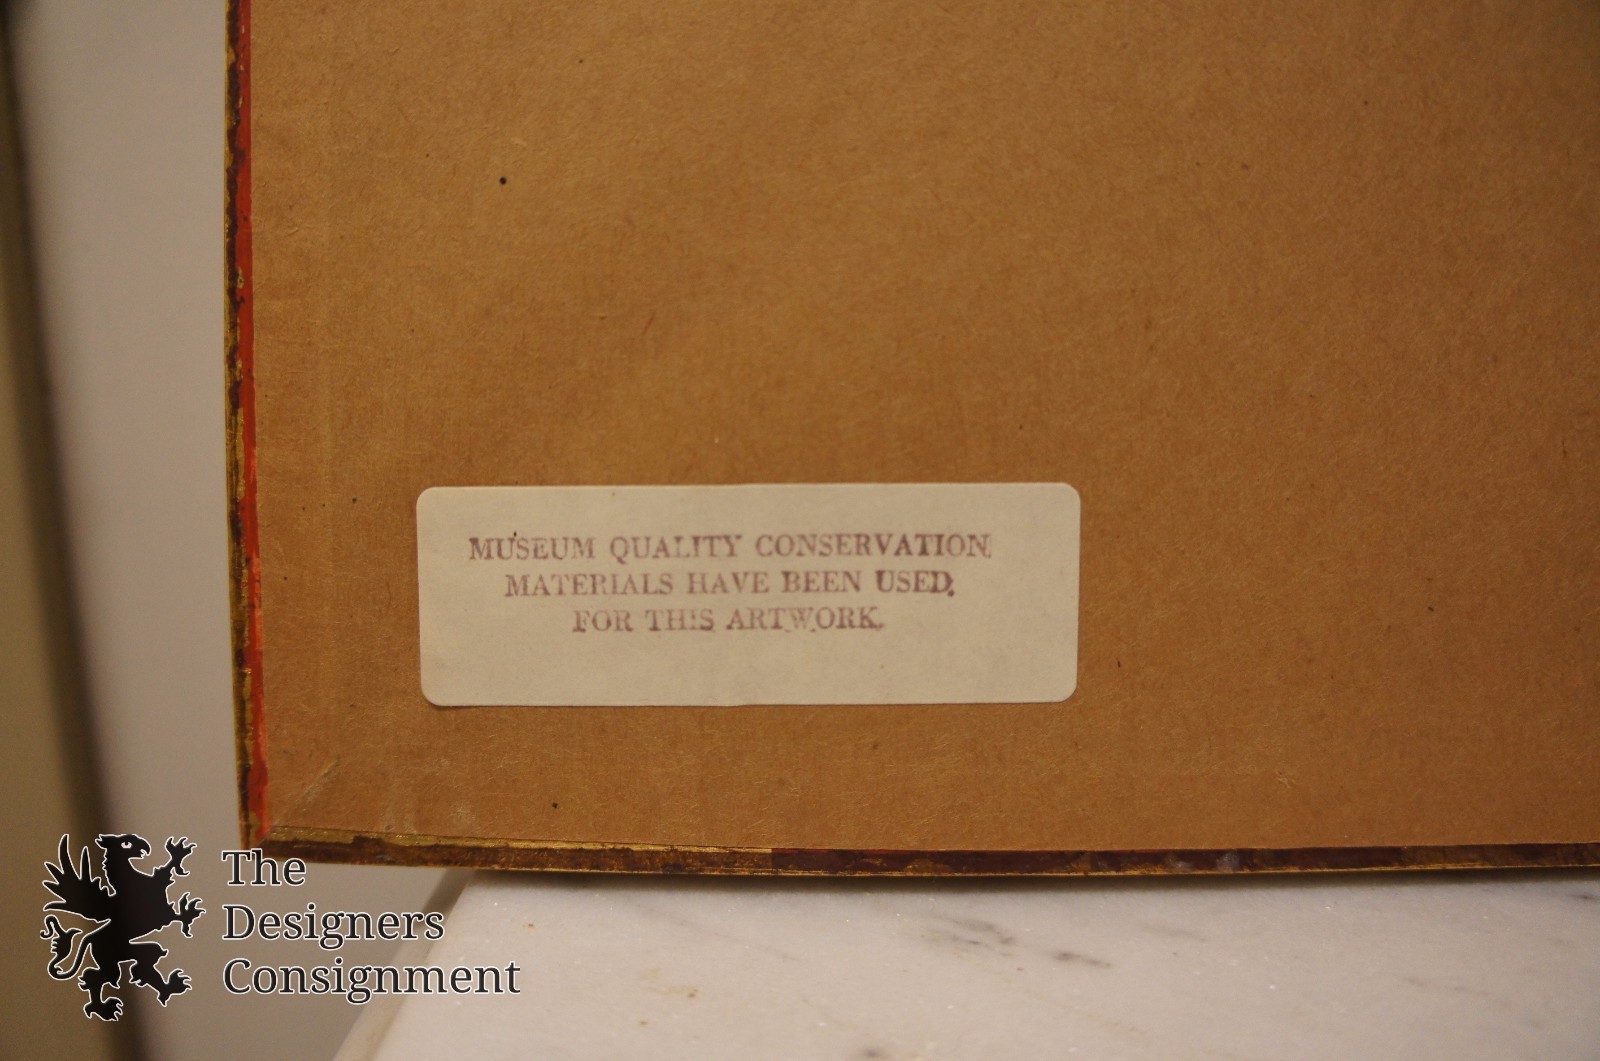 MUSEUM QUALITY CONSERVATION
MATERIALS HAVE BEEN USED
FOR THIS ARTWORK.
The
Designers
Consignment